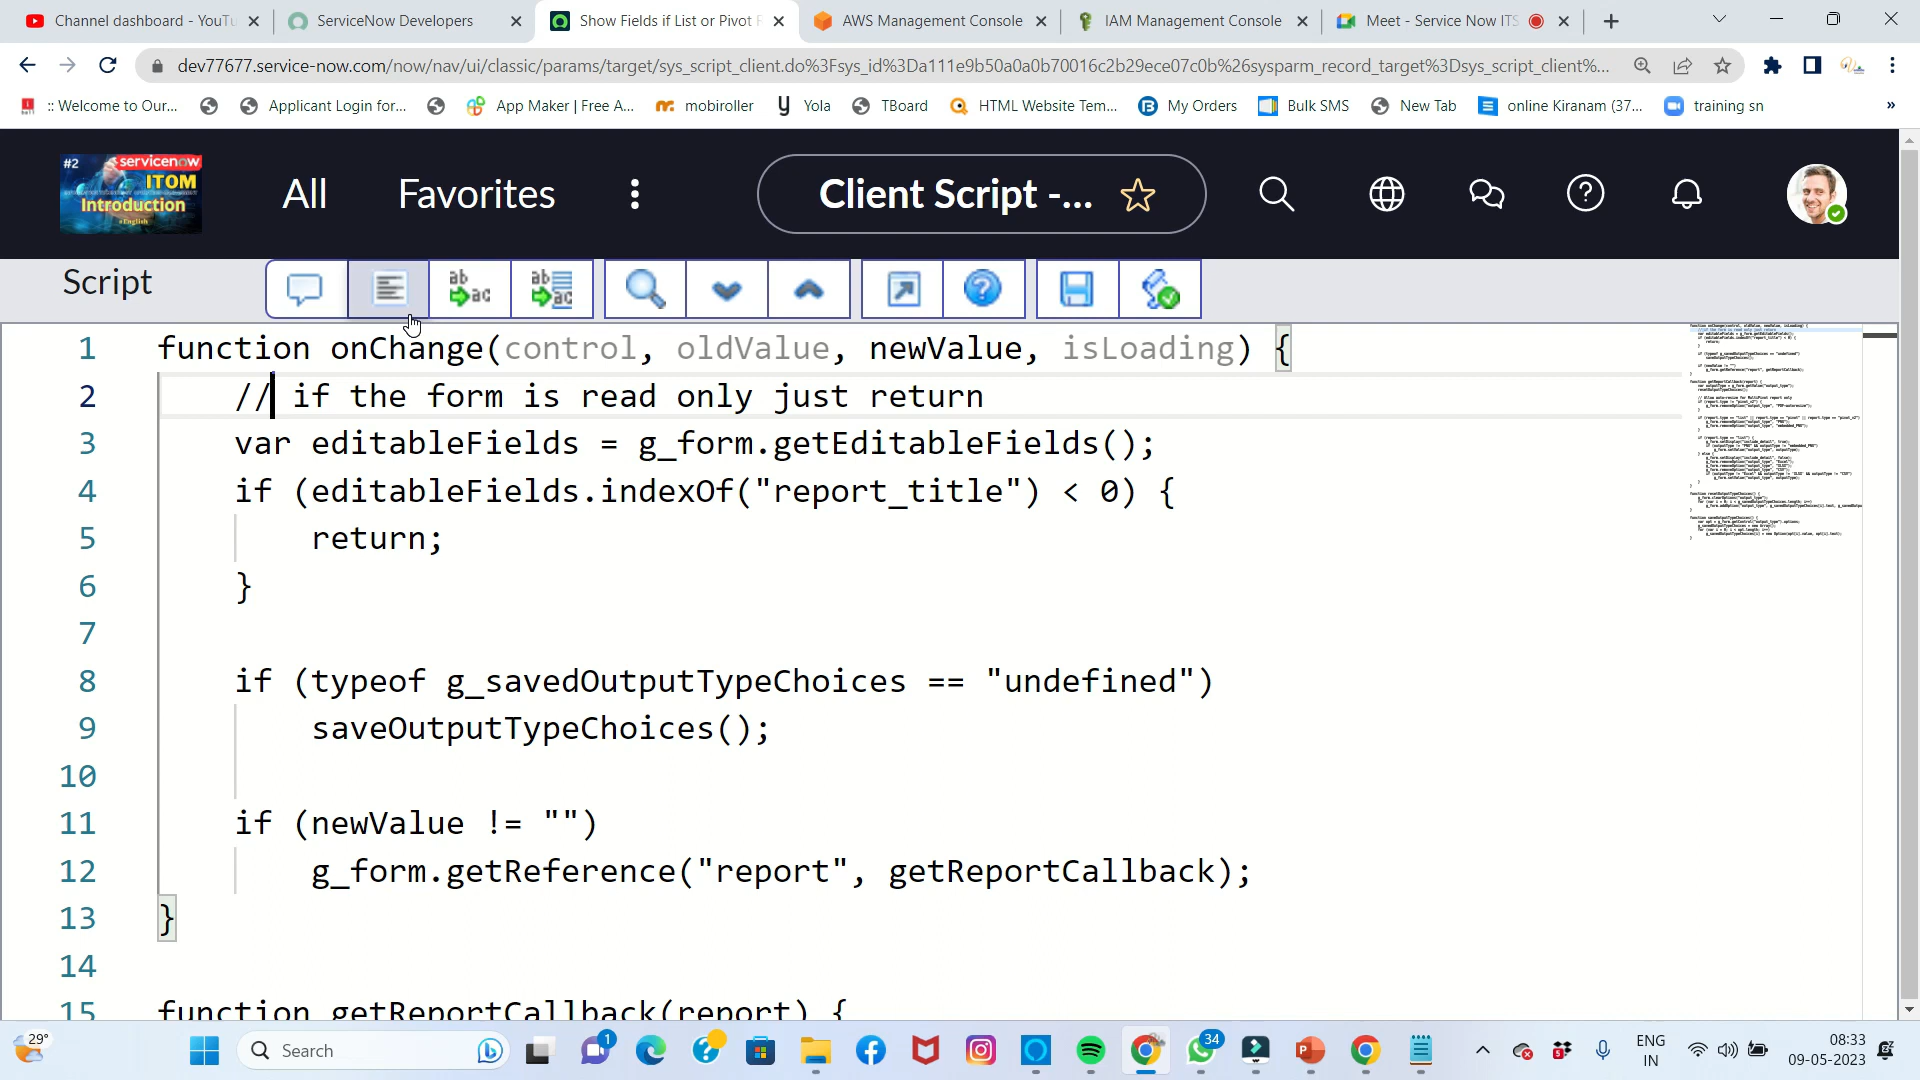 Channel dashboard - YouTu
ServiceNow Developers
Show Fields if List or Pivot R
AWS Management Console
IAM Management Console
Meet - Service Now ITS
dev77677.service-now.com/now/nav/ui/classic/params/target/sys_script_client.do%3Fsys_id%3Da111e9b50a0a0b70016c2b29ece07c0b%26sysparm_record_target%3Dsys_script_client%...
:: Welcome to Our...
Applicant Login for...
App Maker | Free A...
mobiroller
Yola
TBoard
HTML Website Tem...
My Orders
Bulk SMS
New Tab
online Kiranam (37...
training sn
»
#2 servicenow
ITOM
Introduction
#English
All
Favorites
Client Script -...
Script
1 function onChange(control, oldValue, newValue, isLoading) {
2 // if the form is read only just return
3 var editableFields = g_form.getEditableFields();
4 if (editableFields.indexOf("report_title") < 0) {
5 return;
6 }
7
8 if (typeof g_savedOutputTypeChoices == "undefined")
9 saveOutputTypeChoices();
10
11 if (newValue != "")
12 g_form.getReference("report", getReportCallback);
13 }
14
15 function getReportCallback(report) {
29°
Search
1
34
5
ENG
IN
08:33
09-05-2023